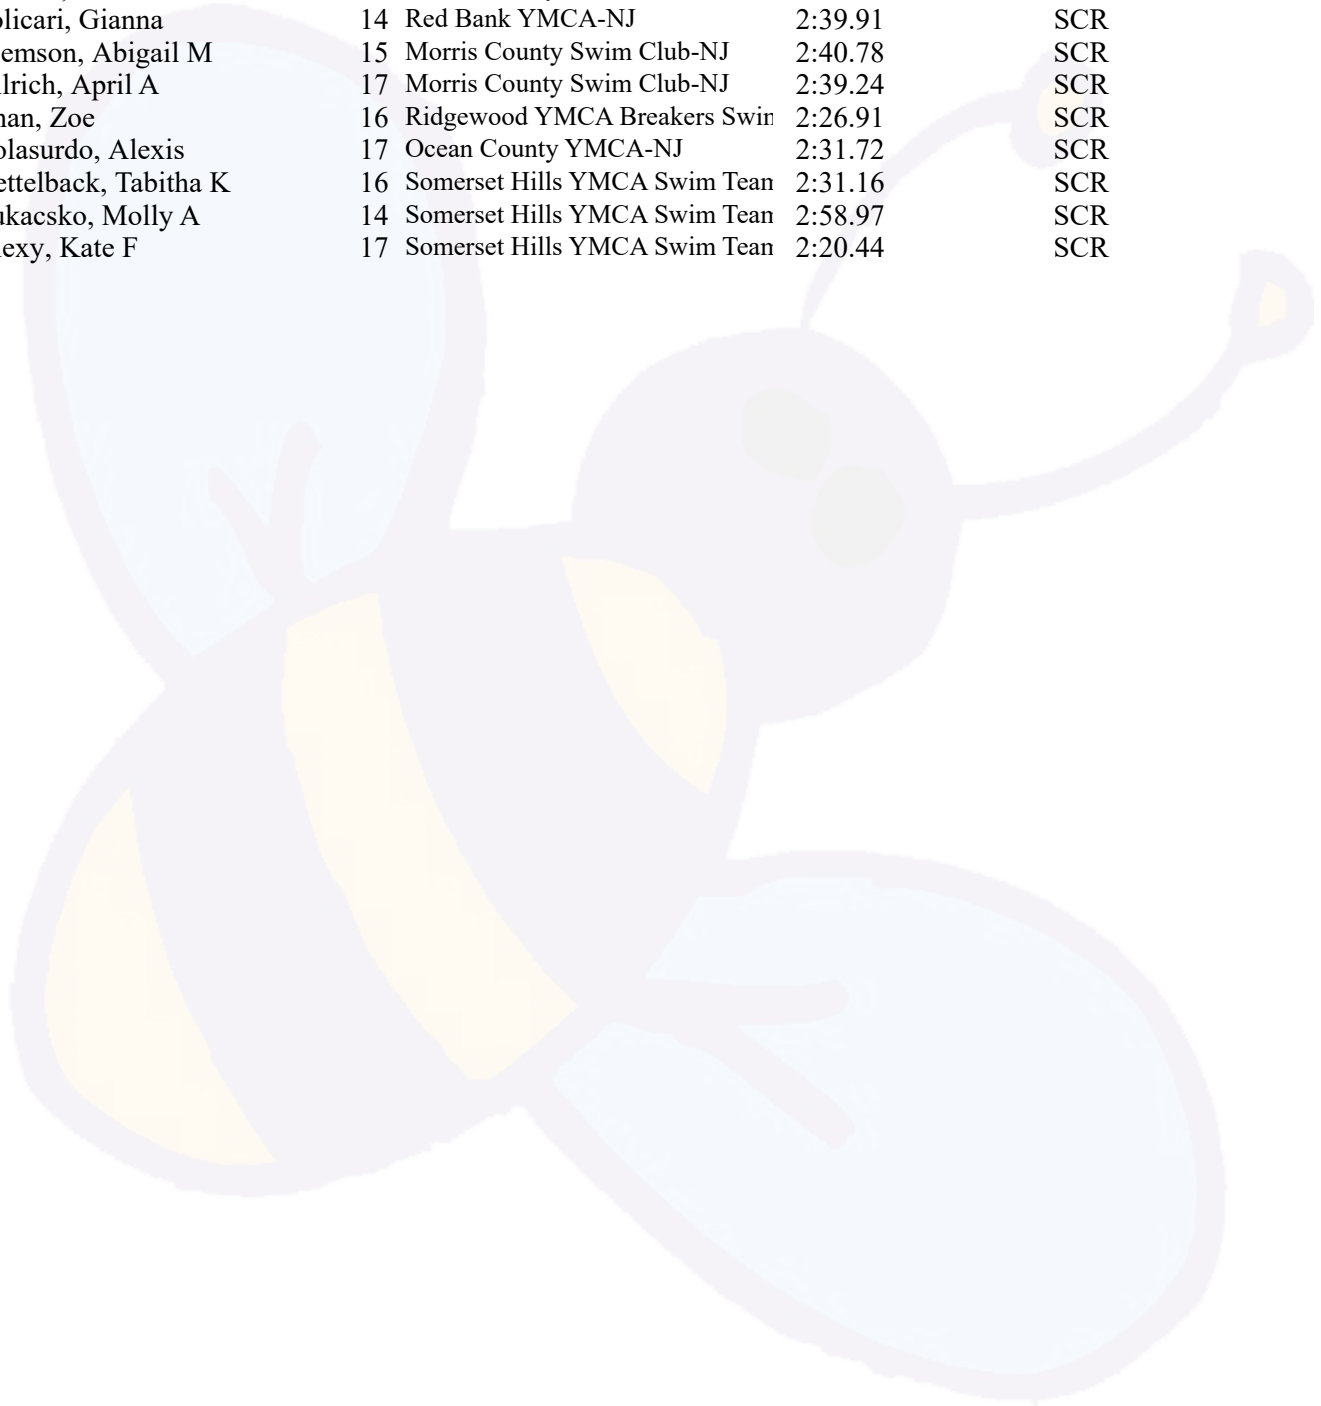 olicari, Gianna 14 Red Bank YMCA-NJ 2:39.91 SCR
emson, Abigail M 15 Morris County Swim Club-NJ 2:40.78 SCR
lrich, April A 17 Morris County Swim Club-NJ 2:39.24 SCR
nan, Zoe 16 Ridgewood YMCA Breakers Swin 2:26.91 SCR
olasurdo, Alexis 17 Ocean County YMCA-NJ 2:31.72 SCR
ettelback, Tabitha K 16 Somerset Hills YMCA Swim Tean 2:31.16 SCR
ukacsko, Molly A 14 Somerset Hills YMCA Swim Tean 2:58.97 SCR
lexy, Kate F 17 Somerset Hills YMCA Swim Tean 2:20.44 SCR